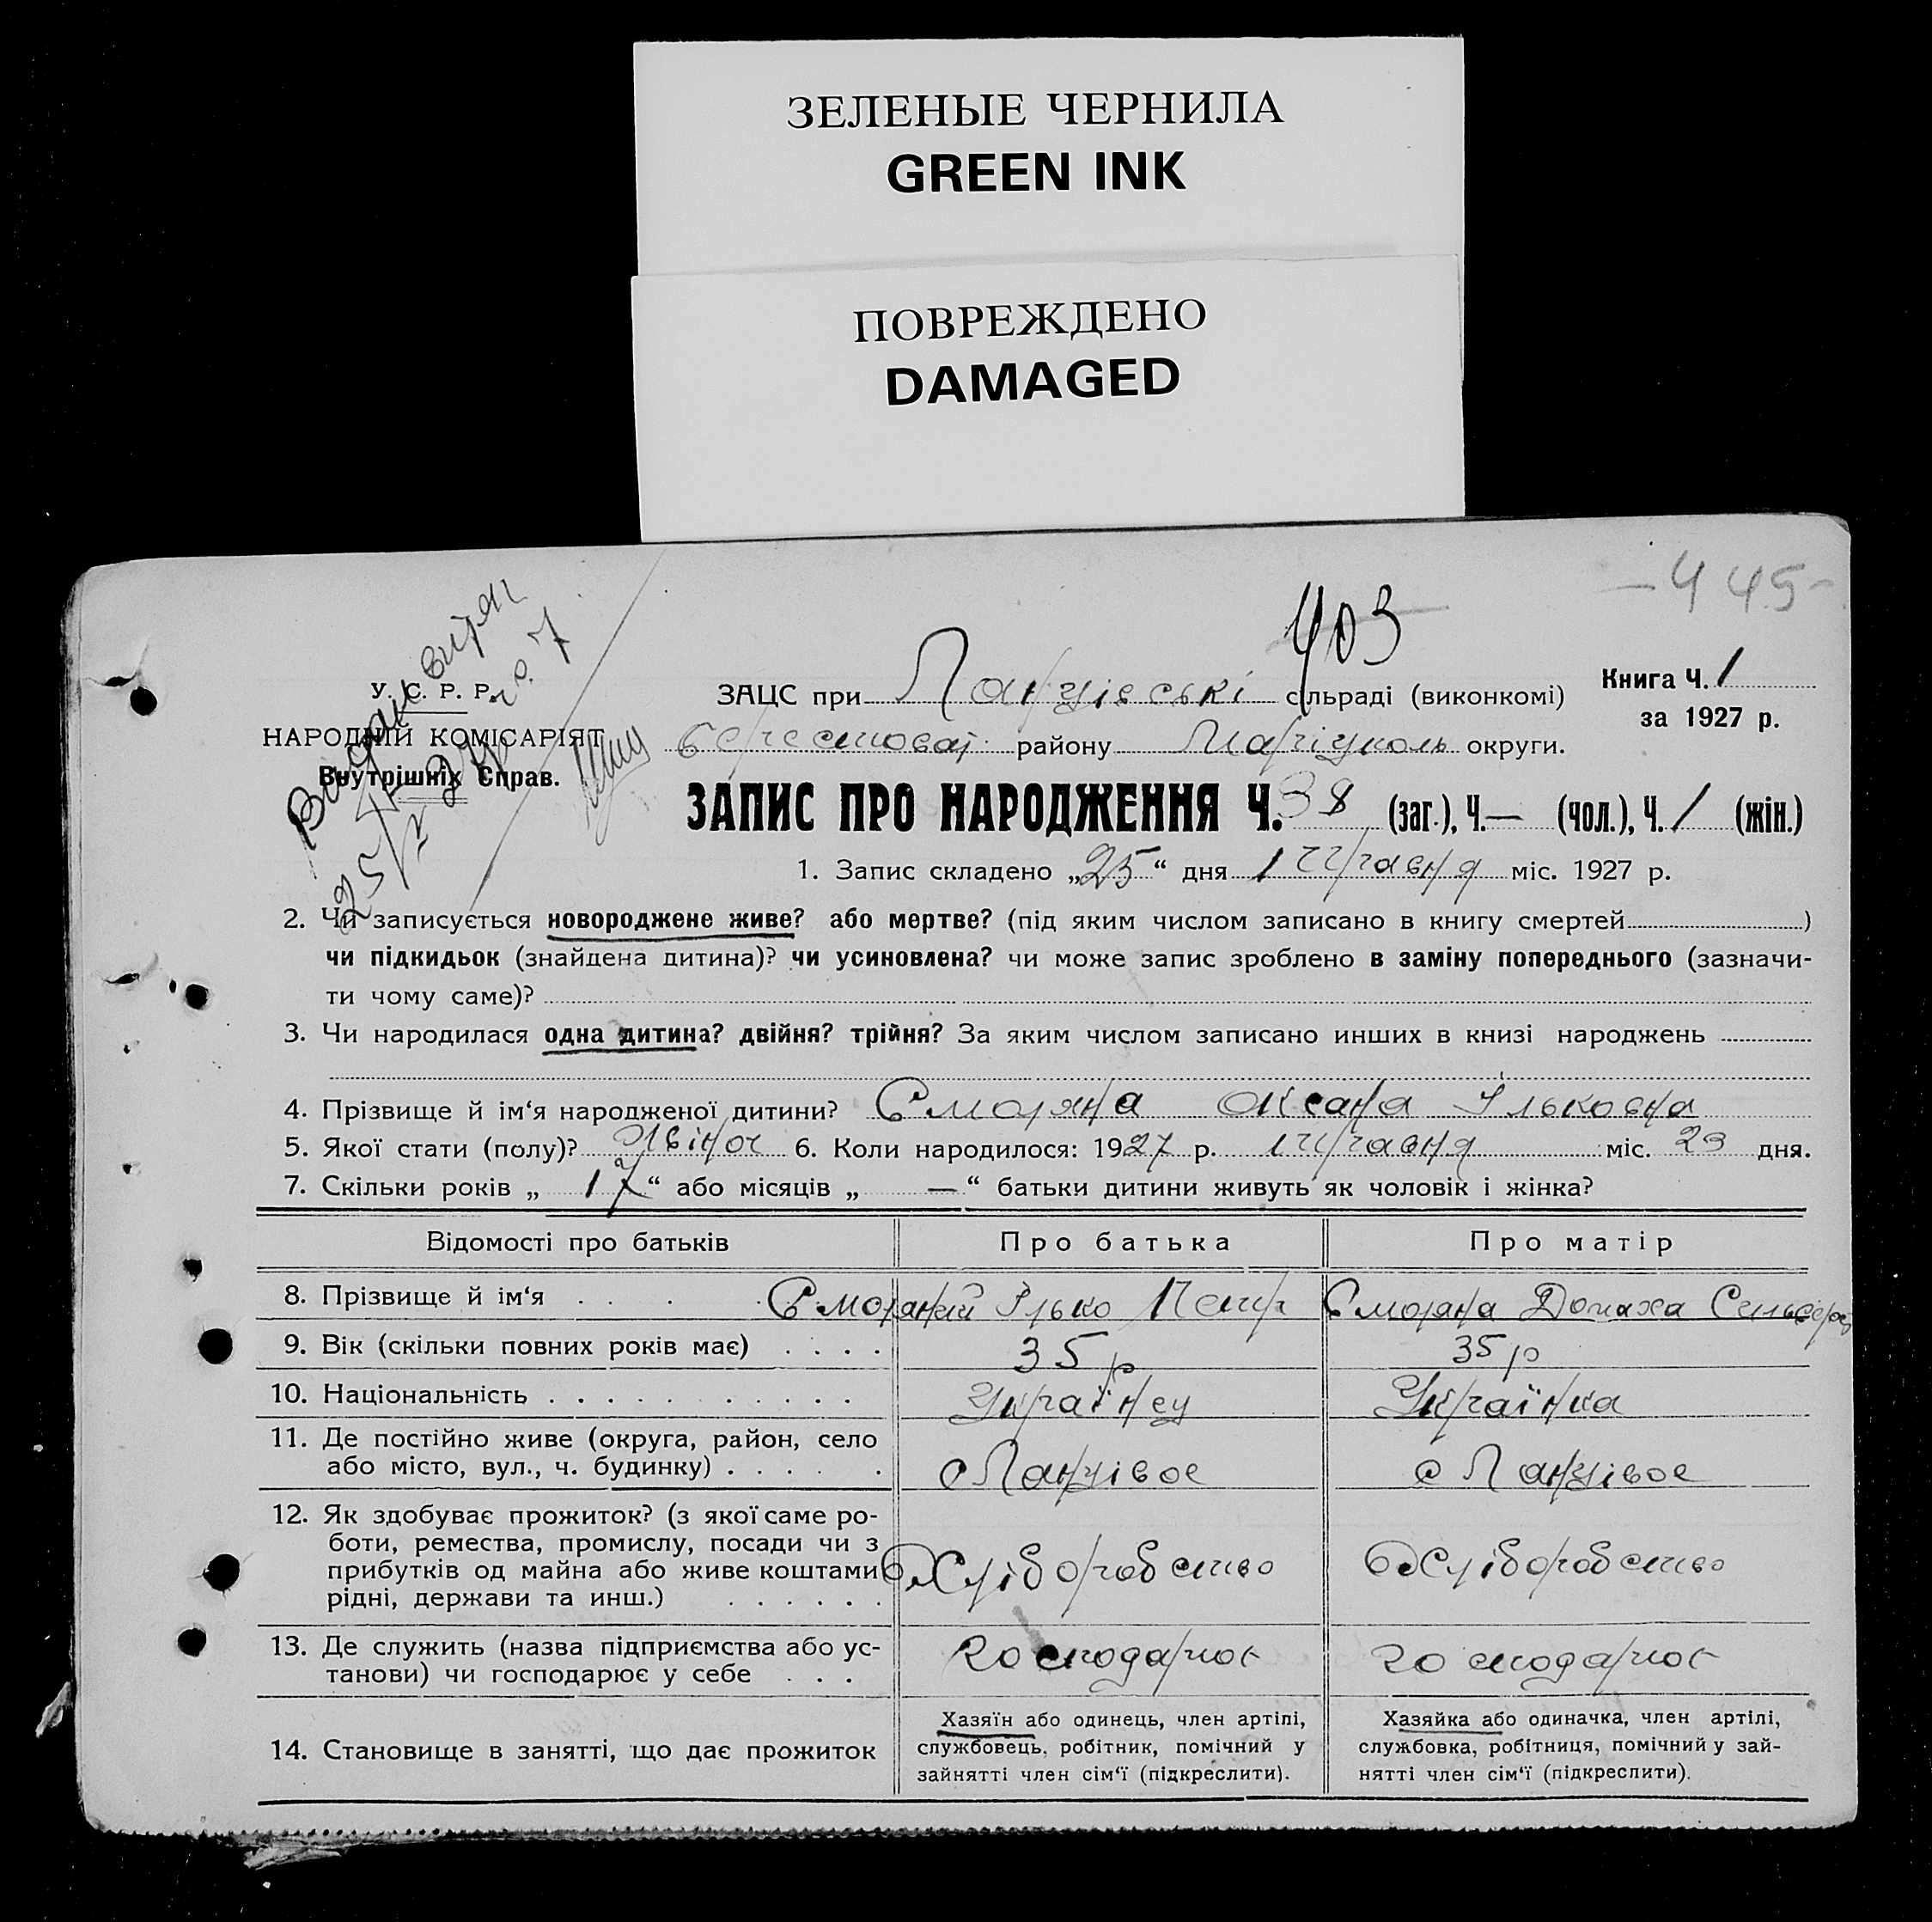 ЗЕЛЕНЫЕ ЧЕРНИЛА
GREEN INK
ПОВРЕЖДЕНО
DAMAGED
-445-
403
У. С. Р. Р.
НАРОДНІЙ КОМІСАРІЯТ
Внутрішніх Справ.
ЗАЦС при сільраді (виконкомі)
Книга Ч. 1
за 1927 р.
району Маріуполь округи.
ЗАПИС ПРО НАРОДЖЕННЯ Ч. 38 (заг.), Ч. — (чол.), Ч. 1 (жін.)
1. Запис складено „25“ дня травня міс. 1927 р.
2. Чи записується новороджене живе? або мертве? (під яким числом записано в книгу смертей )
чи підкидьок (знайдена дитина)? чи усиновлена? чи може запис зроблено в заміну попереднього (зазначи-
ти чому саме)?
3. Чи народилася одна дитина? двійня? трійня? За яким числом записано инших в книзі народжень
4. Прізвище й ім‘я народженої дитини? Оксана Ільковна
5. Якої стати (полу)? Жіноч 6. Коли народилося: 1927 р. травня міс. 23 дня.
7. Скільки років „ 17 “ або місяців „ — “ батьки дитини живуть як чоловік і жінка?
Відомості про батьків Про батька Про матір
8. Прізвище й ім‘я . . . . Ілько Петр Домаха
9. Вік (скільки повних років має) . . . . 35 р 35 р
10. Національність . . . . . . . . . . . Українец Українка
11. Де постійно живе (округа, район, село
або місто, вул., ч. будинку) . . . . . . с с
12. Як здобуває прожиток? (з якої саме ро-
боти, ремества, промислу, посади чи з
прибутків од майна або живе коштами
рідні, держави та инш.) . . . . . . Хліборобство Хліборобство
13. Де служить (назва підприємства або ус-
танови) чи господарює у себе . . . господарює господарює
14. Становище в занятті, що дає прожиток
Хазяїн або одинець, член артілі,
службовець, робітник, помічний у
зайнятті член сім‘ї (підкреслити).
Хазяйка або одиначка, член артілі,
службовка, робітниця, помічний у зай-
нятті член сім‘ї (підкреслити).